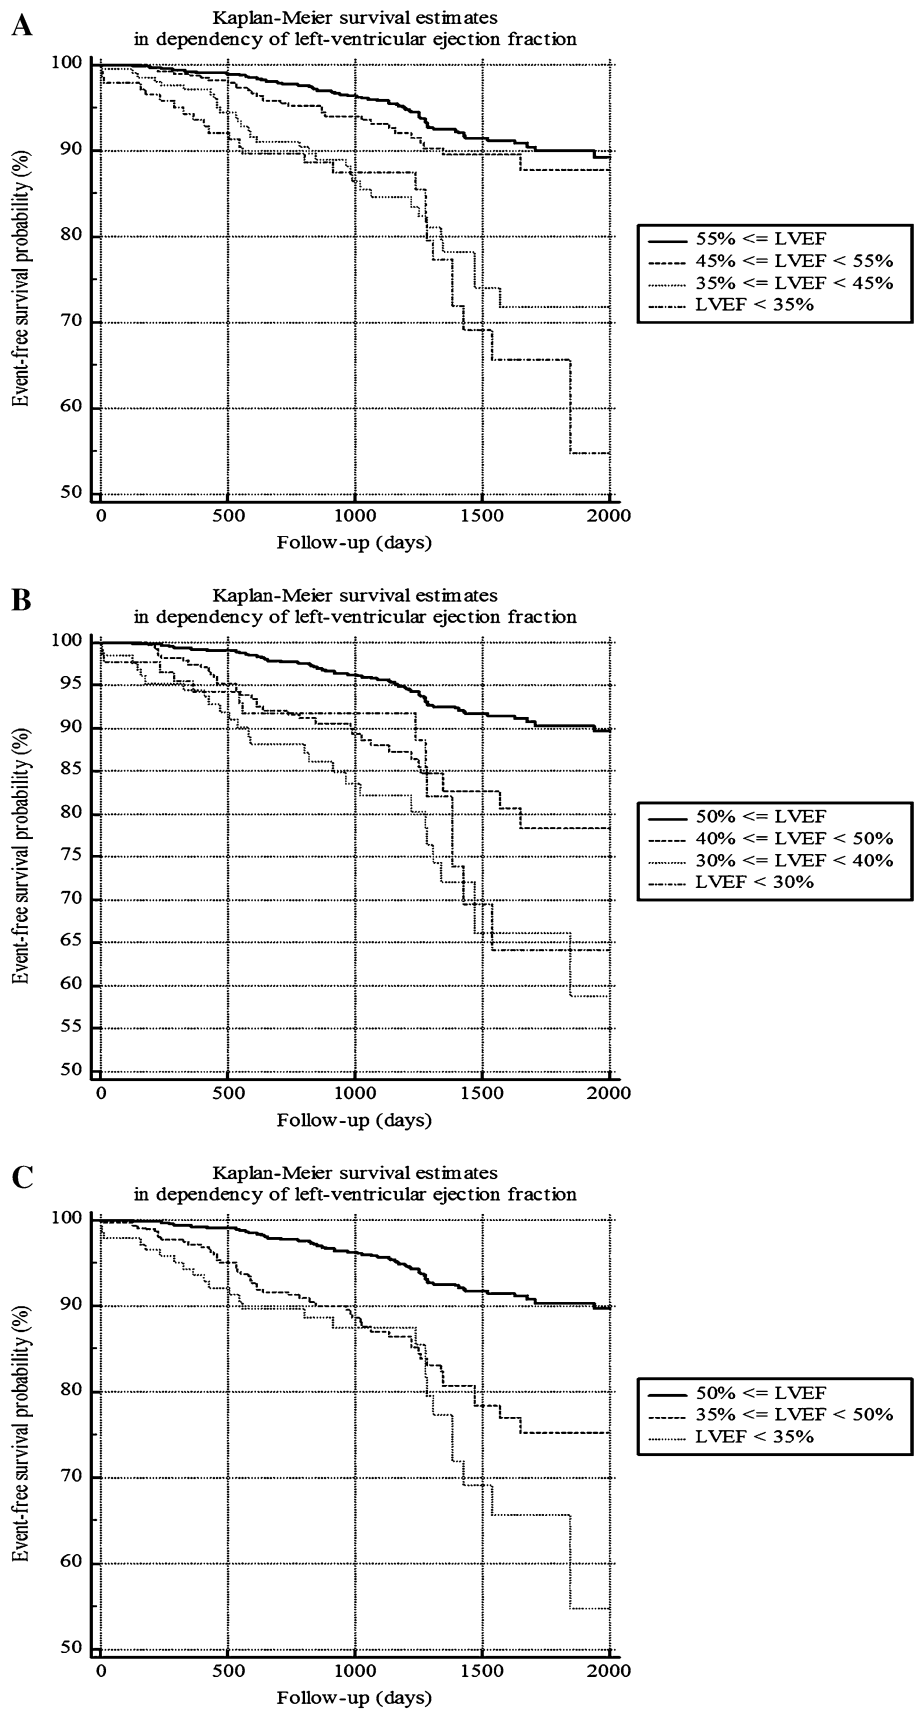 A
Kaplan-Meier survival estimates
in dependency of left-ventricular ejection fraction
100
90
80
70
60
50
Event-free survival probability (%)
0 500 1000 1500 2000
Follow-up (days)
55% <= LVEF
45% <= LVEF < 55%
35% <= LVEF < 45%
LVEF < 35%
B
Kaplan-Meier survival estimates
in dependency of left-ventricular ejection fraction
100
95
90
85
80
75
70
65
60
55
50
Event-free survival probability (%)
0 500 1000 1500 2000
Follow-up (days)
50% <= LVEF
40% <= LVEF < 50%
30% <= LVEF < 40%
LVEF < 30%
C
Kaplan-Meier survival estimates
in dependency of left-ventricular ejection fraction
100
90
80
70
60
50
Event-free survival probability (%)
0 500 1000 1500 2000
Follow-up (days)
50% <= LVEF
35% <= LVEF < 50%
LVEF < 35%